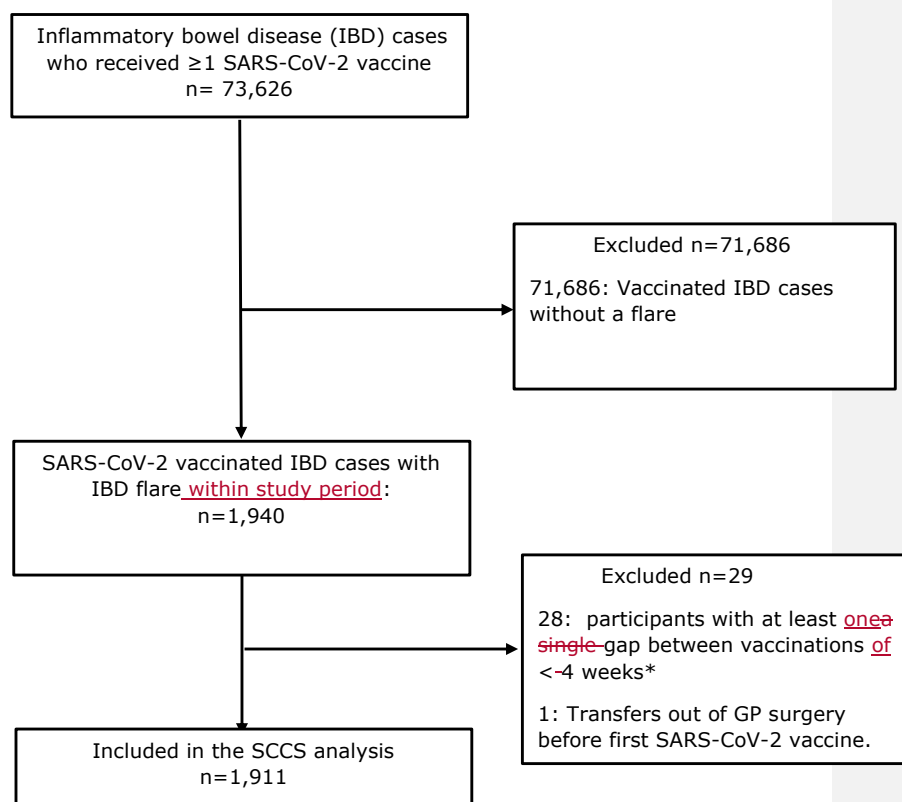 Inflammatory bowel disease (IBD) cases
who received ≥1 SARS-CoV-2 vaccine
n= 73,626
Excluded n=71,686
71,686: Vaccinated IBD cases
without a flare
SARS-CoV-2 vaccinated IBD cases with
IBD flare within study period:
n=1,940
Excluded n=29
28:  participants with at least onea
single gap between vaccinations of
< 4 weeks*
1: Transfers out of GP surgery
before first SARS-CoV-2 vaccine.
Included in the SCCS analysis
n=1,911